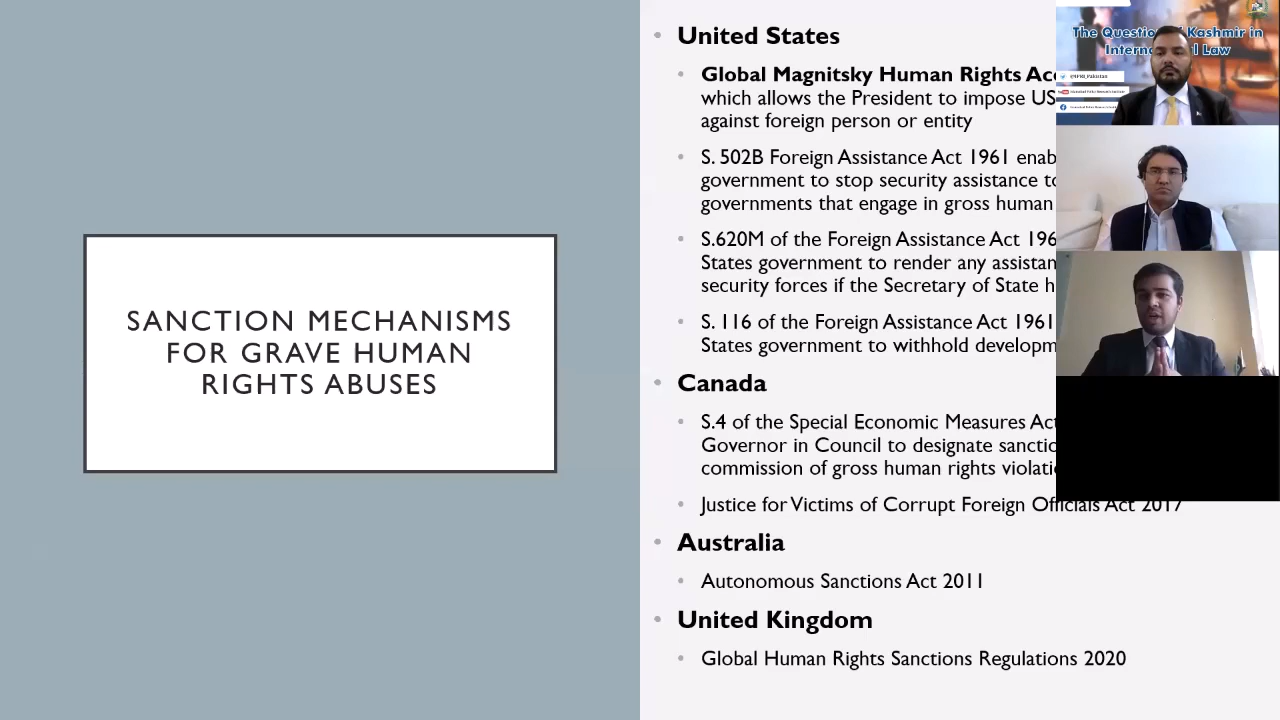 SANCTION MECHANISMS
FOR GRAVE HUMAN
RIGHTS ABUSES
United States
Global Magnitsky Human Rights
which allows the President to impose US
against foreign person or entity
S. 502B Foreign Assistance Act 1961
government to stop security assistance
governments that engage in gross human
S.620M of the Foreign Assistance Act
States government to render any
security forces if the Secretary of State
S. 116 of the Foreign Assistance Act 1961
States government to withhold
Canada
S.4 of the Special Economic Measures Act
Governor in Council to designate
commission of gross human rights
Justice for Victims of Corrupt Foreign Officials Act 2017
Australia
Autonomous Sanctions Act 2011
United Kingdom
Global Human Rights Sanctions Regulations 2020
The Kashmir in
Law